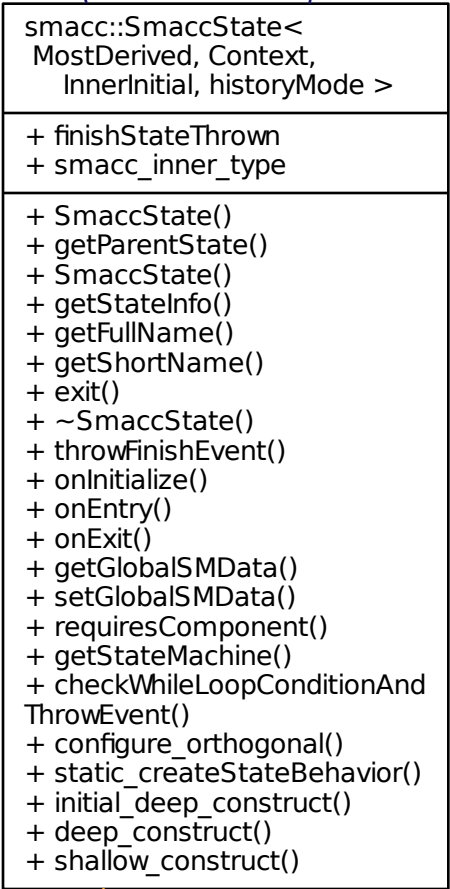 smacc::SmaccState<
MostDerived, Context,
InnerInitial, historyMode >
+ finishStateThrown
+ smacc_inner_type
+ SmaccState()
+ getParentState()
+ SmaccState()
+ getStateInfo()
+ getFullName()
+ getShortName()
+ exit()
+ ~SmaccState()
+ throwFinishEvent()
+ onInitialize()
+ onEntry()
+ onExit()
+ getGlobalSMData()
+ setGlobalSMData()
+ requiresComponent()
+ getStateMachine()
+ checkWhileLoopConditionAnd
ThrowEvent()
+ configure_orthogonal()
+ static_createStateBehavior()
+ initial_deep_construct()
+ deep_construct()
+ shallow_construct()